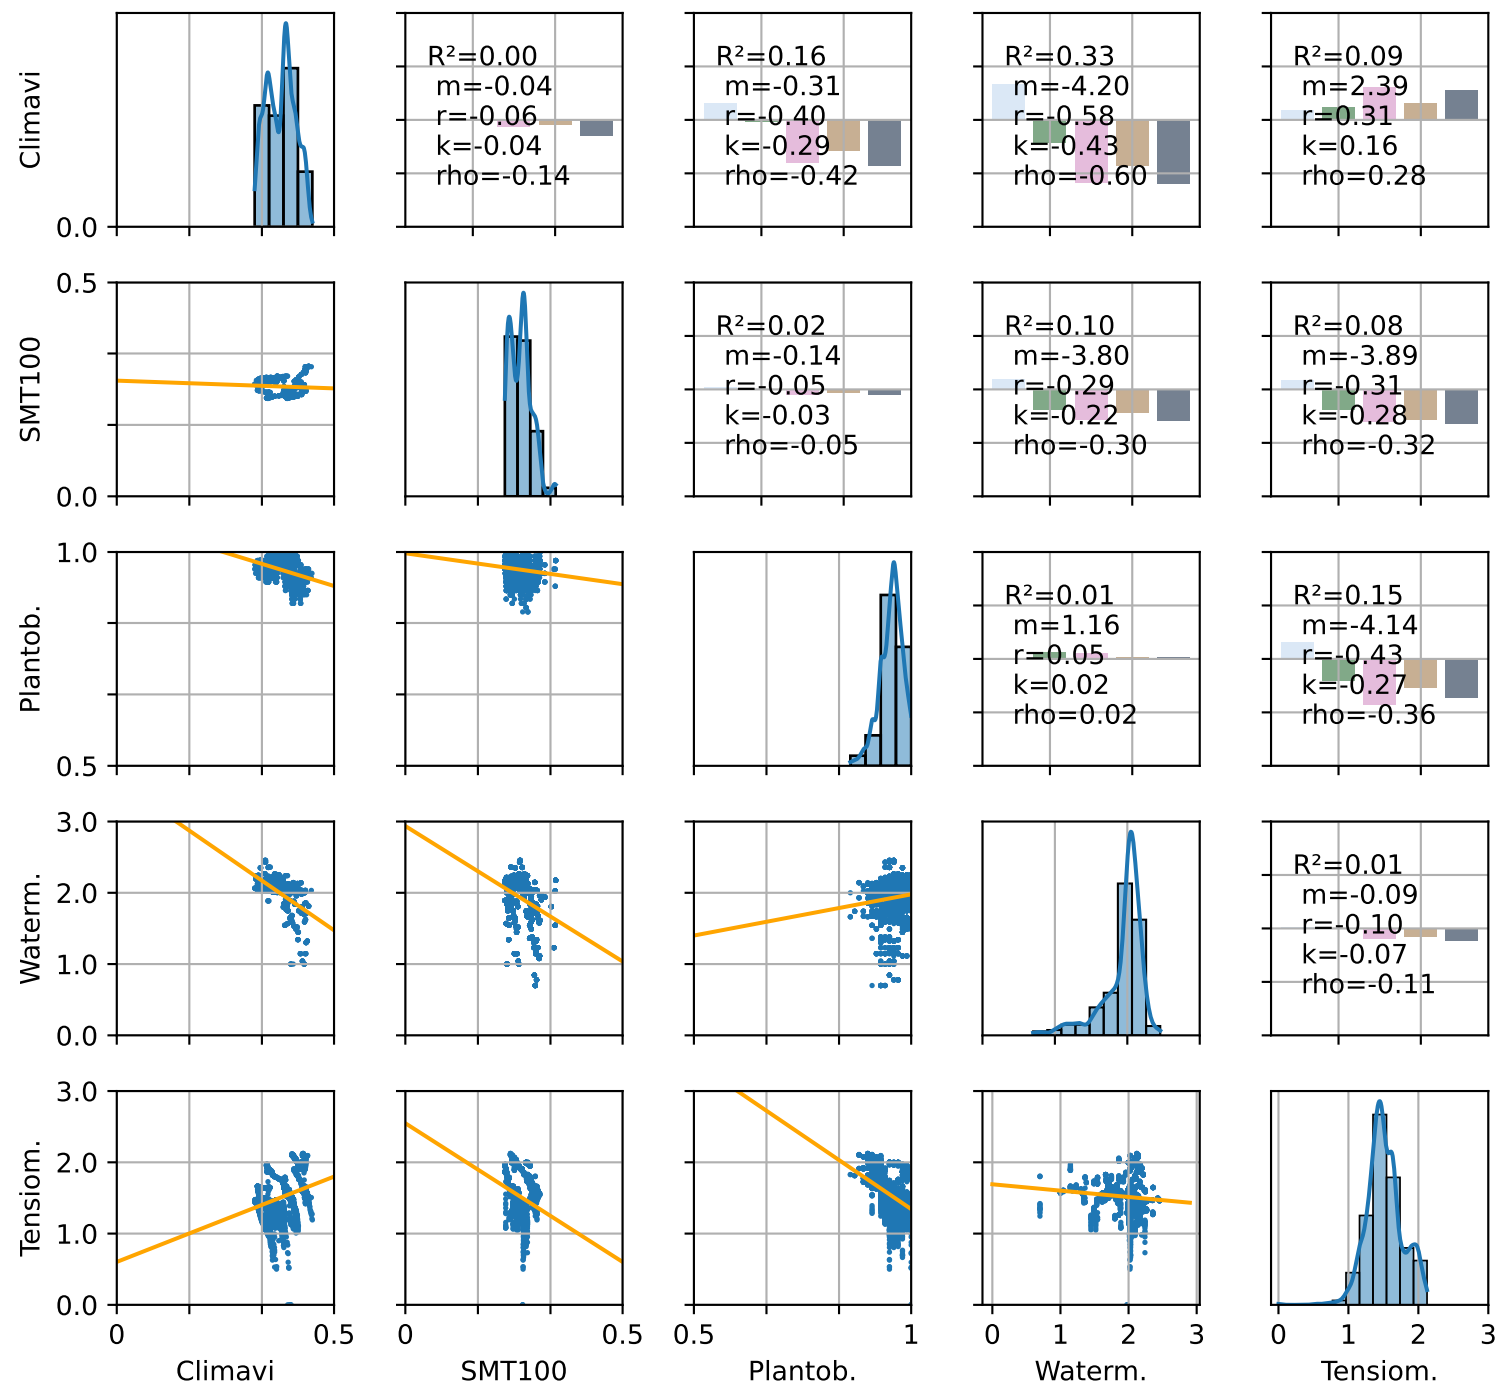 Climavi
0.0
R²=0.00
m=-0.04
r=-0.06
k=-0.04
rho=-0.14
R²=0.16
m=-0.31
r=-0.40
k=-0.29
rho=-0.42
R²=0.33
m=-4.20
r=-0.58
k=-0.43
rho=-0.60
R²=0.09
m=2.39
r=0.31
k=0.16
rho=0.28
SMT100
0.5
0.0
R²=0.02
m=-0.14
r=-0.05
k=-0.03
rho=-0.05
R²=0.10
m=-3.80
r=-0.29
k=-0.22
rho=-0.30
R²=0.08
m=-3.89
r=-0.31
k=-0.28
rho=-0.32
Plantob.
1.0
0.5
R²=0.01
m=1.16
r=0.05
k=0.02
rho=0.02
R²=0.15
m=-4.14
r=-0.43
k=-0.27
rho=-0.36
Waterm.
3.0
2.0
1.0
0.0
R²=0.01
m=-0.09
r=-0.10
k=-0.07
rho=-0.11
Tensiom.
3.0
2.0
1.0
0.0
0 0.5
0 0.5
0.5 1
0 1 2 3
0 1 2 3
Climavi
SMT100
Plantob.
Waterm.
Tensiom.